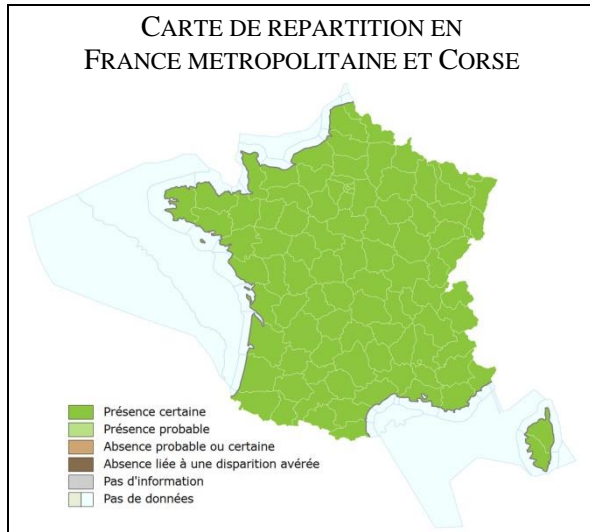 CARTE DE REPARTITION EN
FRANCE METROPOLITAINE ET CORSE
Présence certaine
Présence probable
Absence probable ou certaine
Absence liée à une disparition avérée
Pas d'information
Pas de données